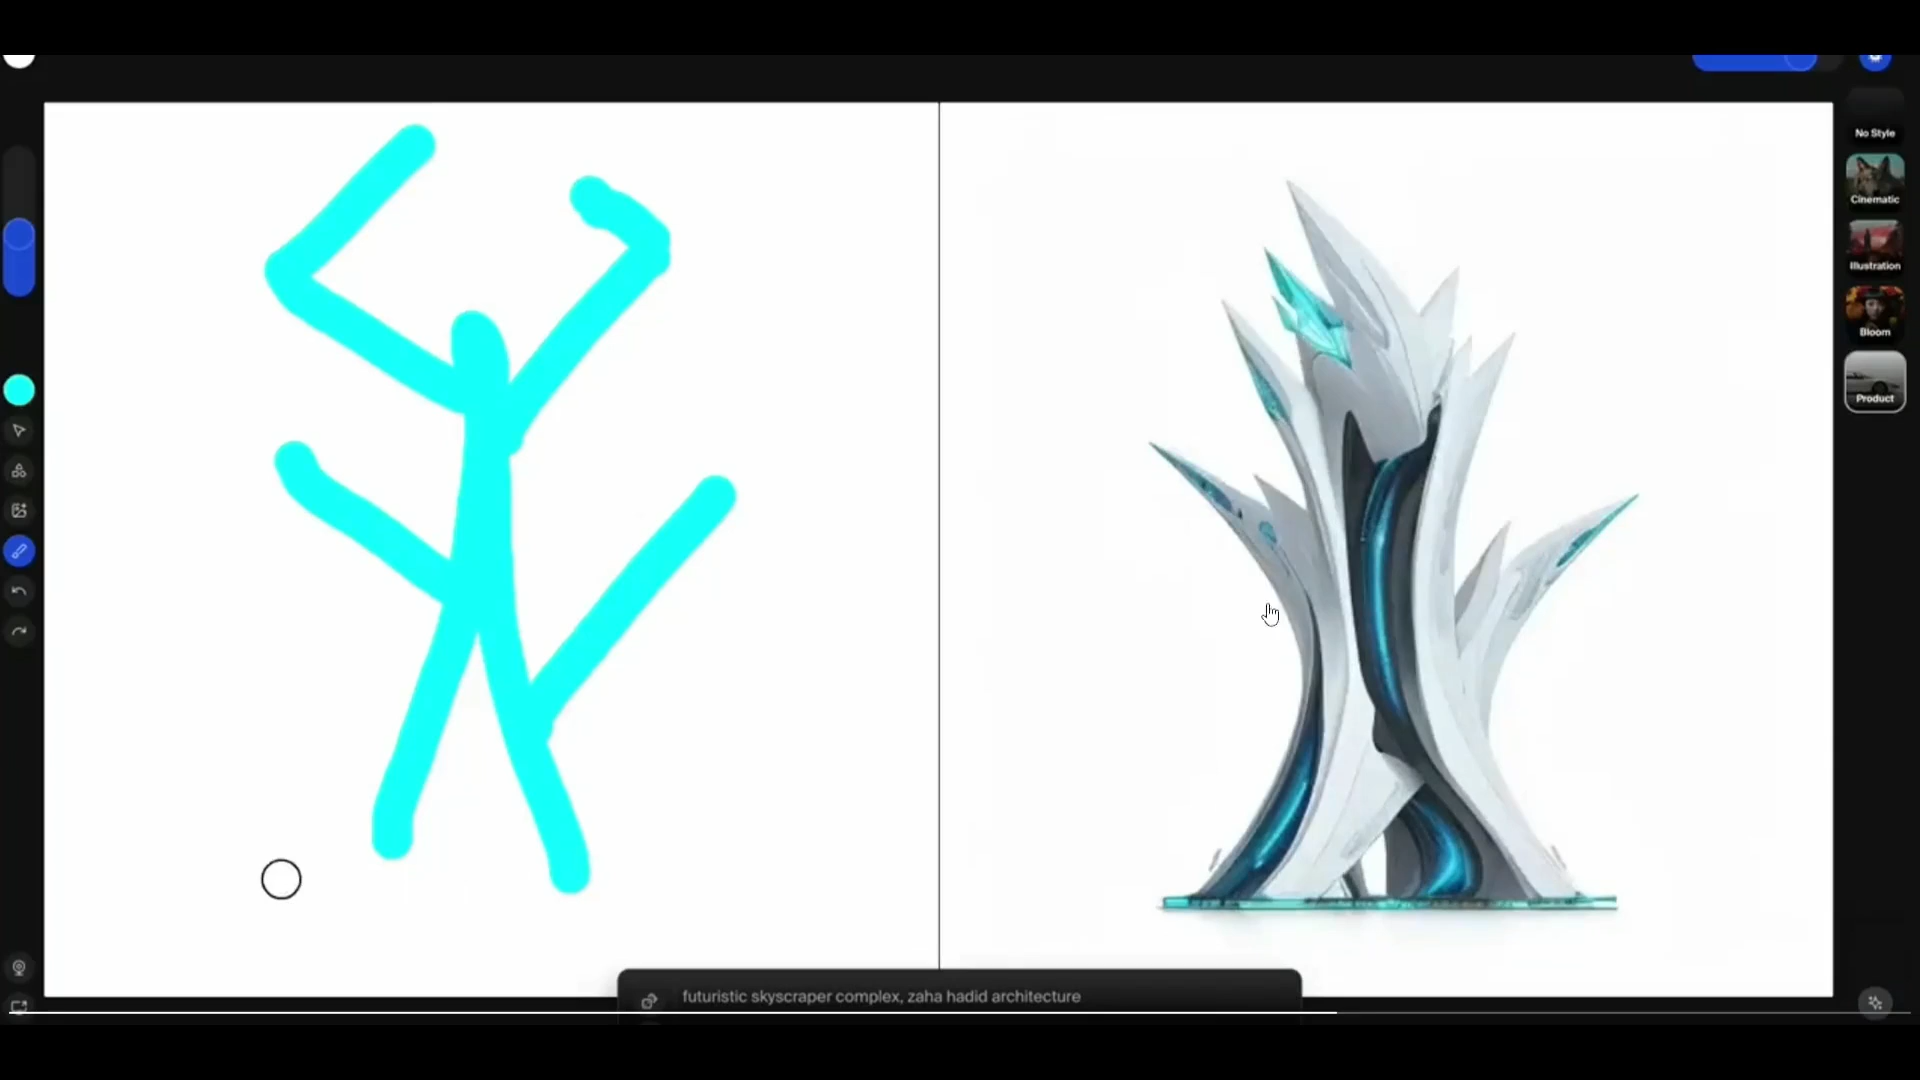 No Style
Cinematic
Illustration
Bloom
Product
futuristic skyscraper complex, zaha hadid architecture